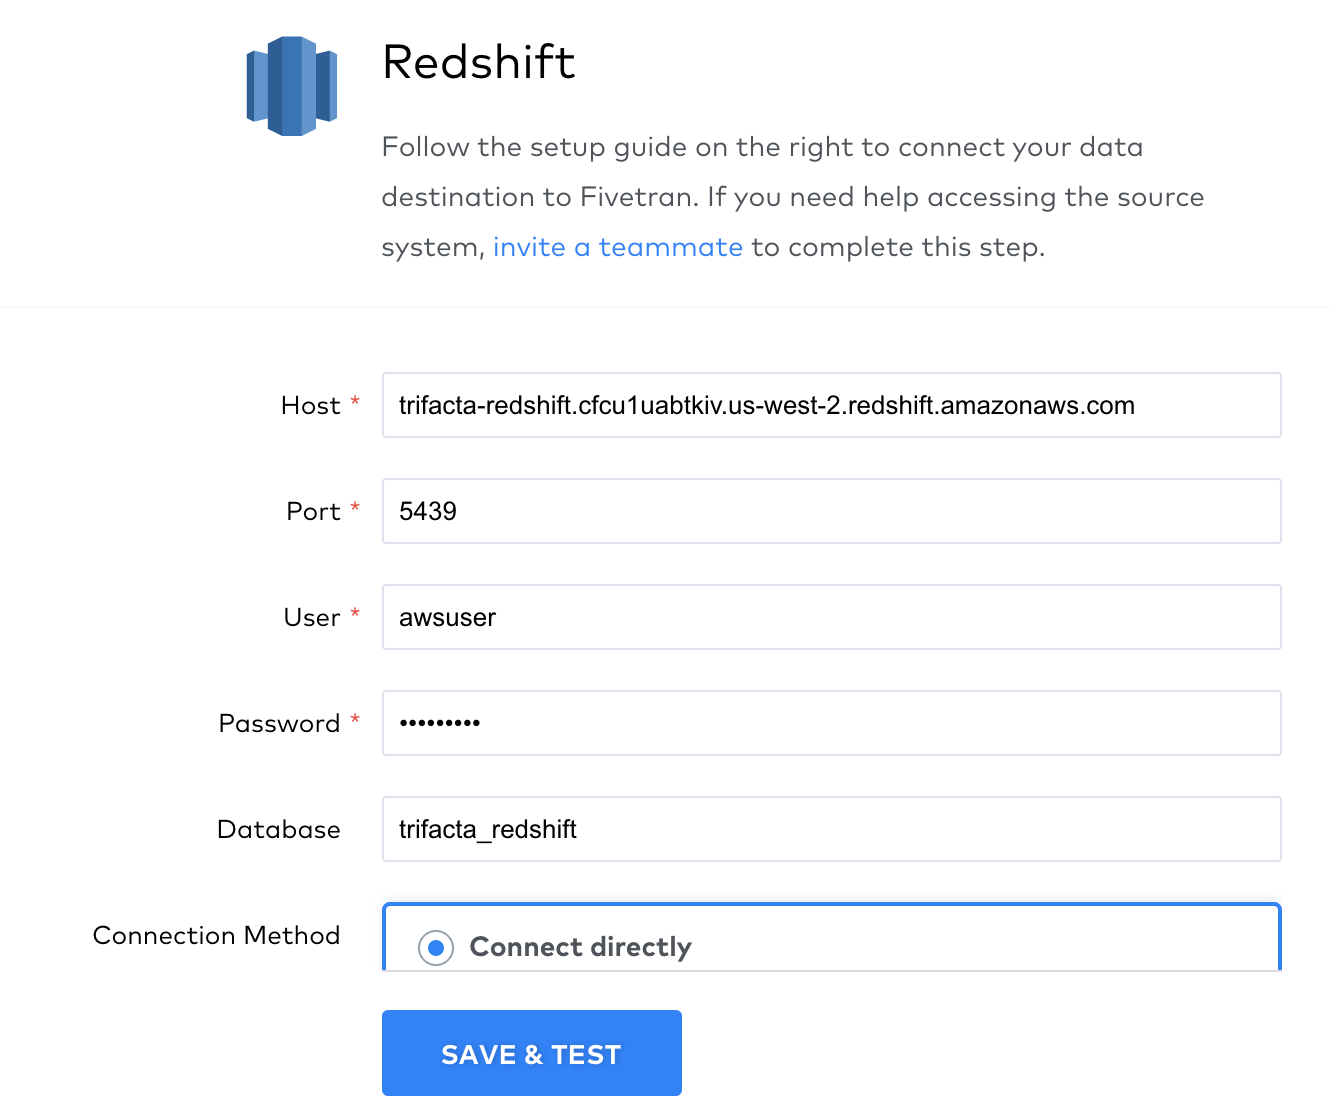 Redshift
Follow the setup guide on the right to connect your data
destination to Fivetran. If you need help accessing the source
system, invite a teammate to complete this step.
Host * trifacta-redshift.cfcu1uabtkiv.us-west-2.redshift.amazonaws.com
Port * 5439
User * awsuser
Password * •••••••••
Database trifacta_redshift
Connection Method Connect directly
SAVE & TEST